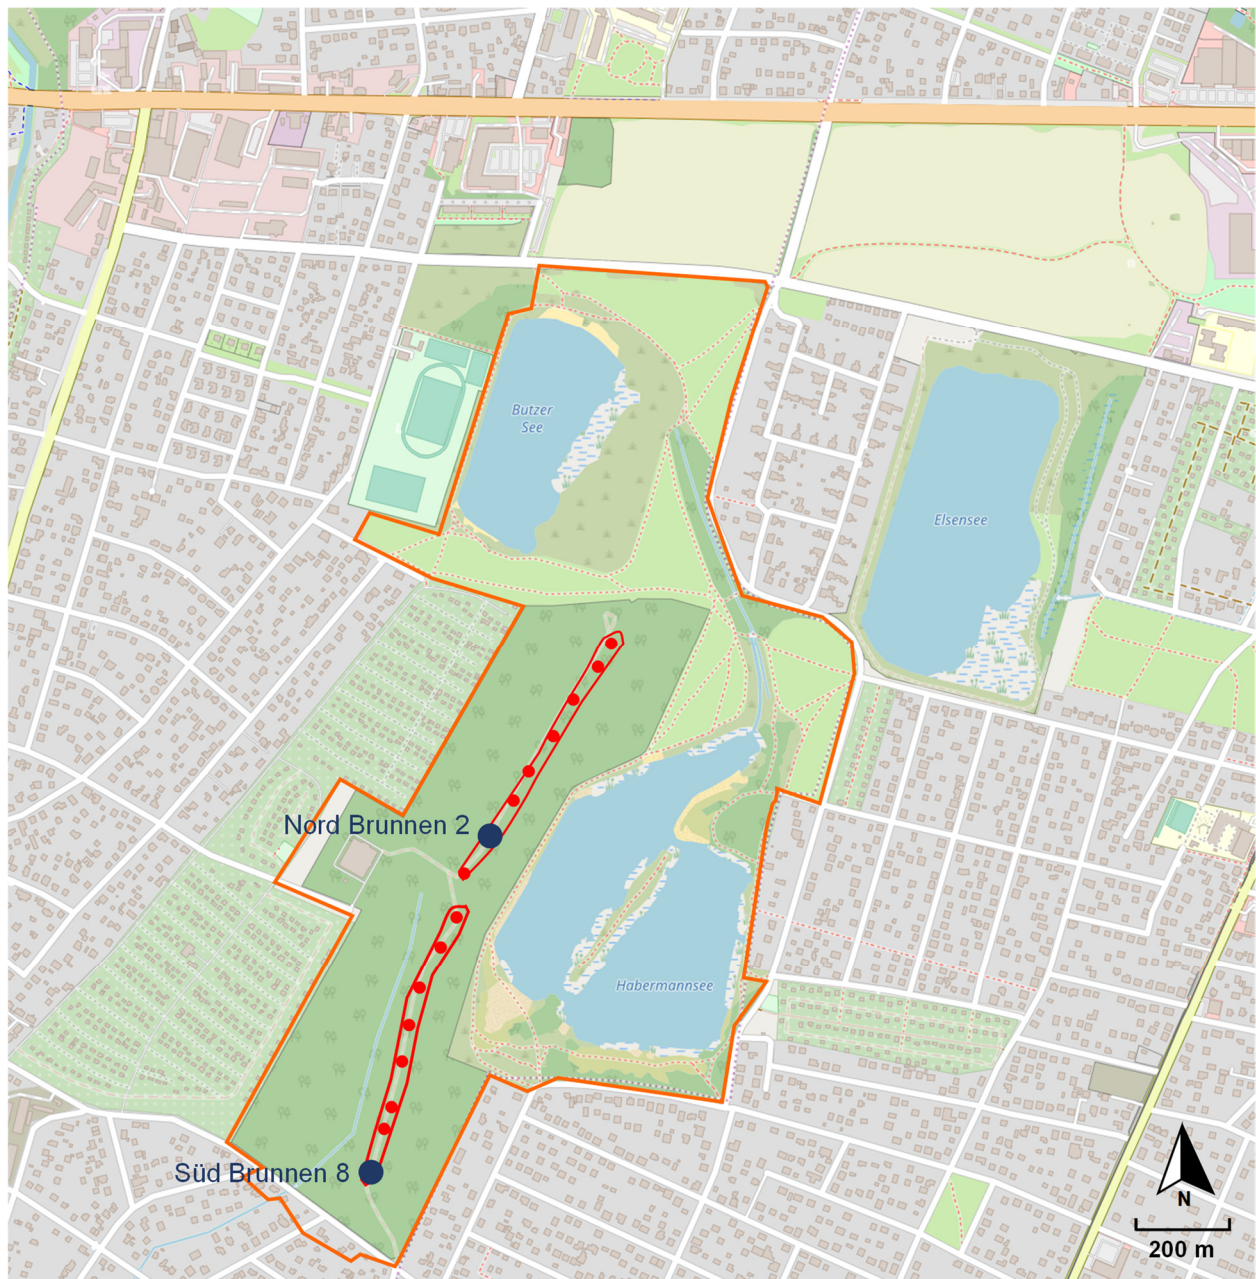 Butzer
See
Elsensee
Nord Brunnen 2
Habermannsee
Süd Brunnen 8
N
200 m